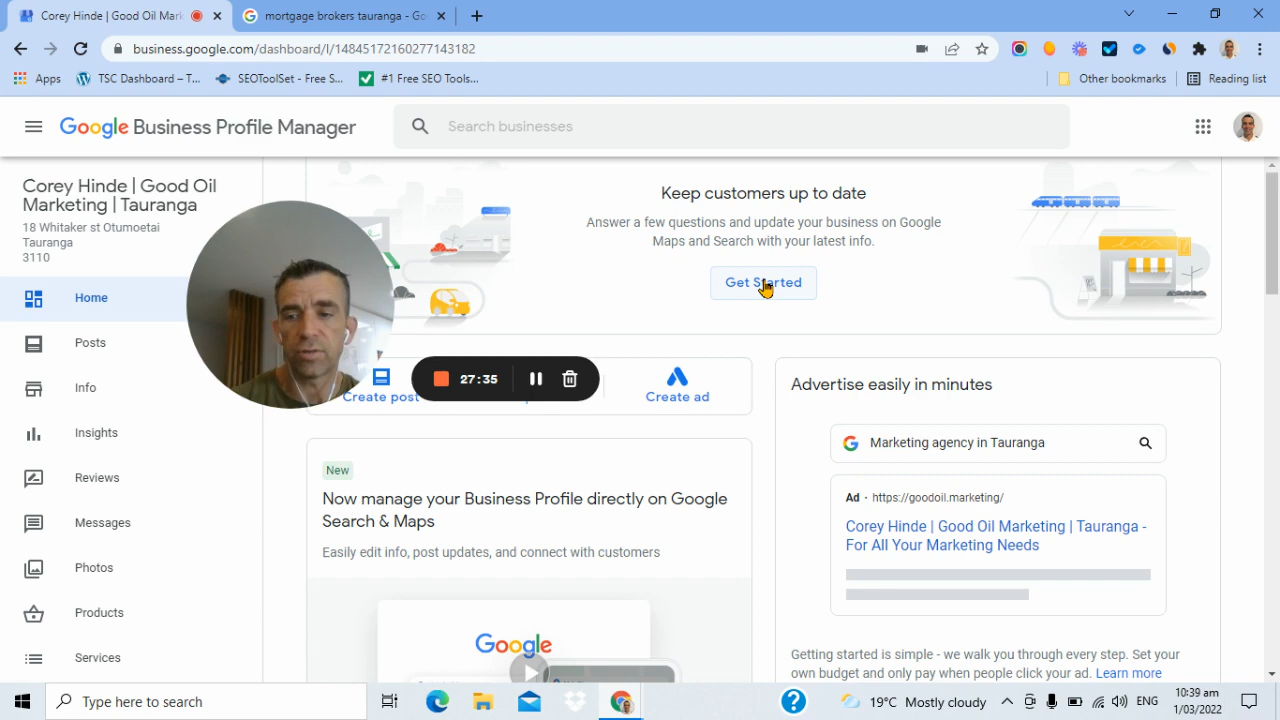 Corey Hinde | Good Oil Mark
mortgage brokers tauranga - Go
business.google.com/dashboard/l/14845172160277143182
Apps
TSC Dashboard – T...
SEOToolSet - Free S...
#1 Free SEO Tools...
Other bookmarks
Reading list
Google Business Profile Manager
Search businesses
Corey Hinde | Good Oil
Marketing | Tauranga
18 Whitaker st Otumoetai
Tauranga
3110
Home
Posts
Info
Insights
Reviews
Messages
Photos
Products
Services
Keep customers up to date
Answer a few questions and update your business on Google
Maps and Search with your latest info.
Get Started
27:35
Create post
Create ad
New
Now manage your Business Profile directly on Google
Search & Maps
Easily edit info, post updates, and connect with customers
Google
Advertise easily in minutes
Marketing agency in Tauranga
Ad · https://goodoil.marketing/
Corey Hinde | Good Oil Marketing | Tauranga -
For All Your Marketing Needs
Getting started is simple - we walk you through every step. Set your
own budget and only pay when people click your ad. Learn more
Type here to search
19°C Mostly cloudy
ENG
10:39 am
1/03/2022